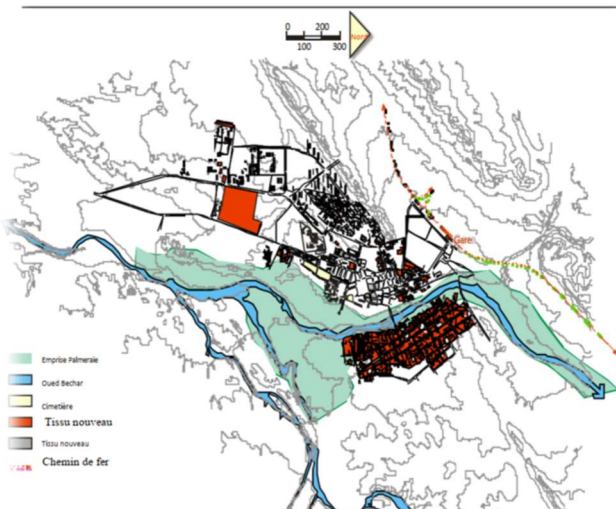 0 200
100 300
Nord
Gare
Emprise Palmeraie
Oued Bechar
Cimetière
Tissu nouveau
Tissu nouveau
Chemin de fer